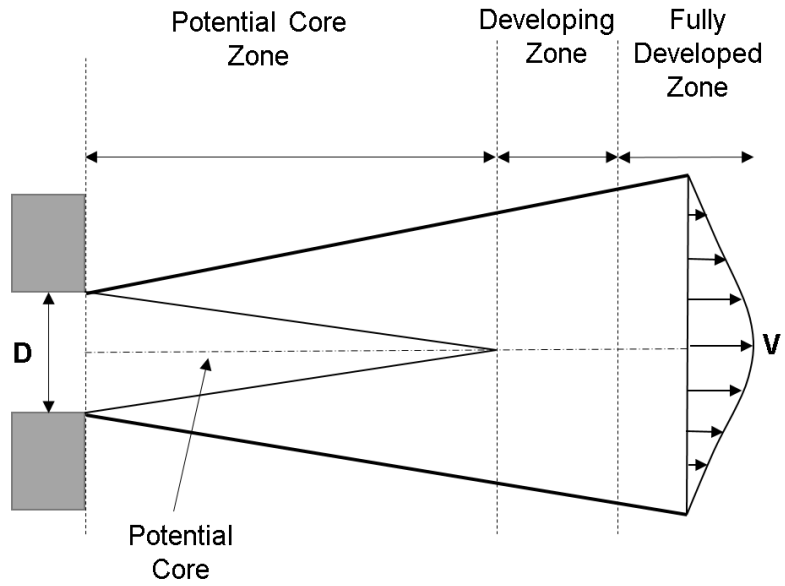 Potential Core
Zone
Developing
Zone
Fully
Developed
Zone
D
V
Potential
Core